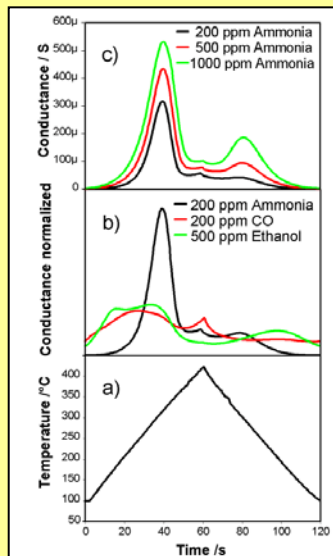 600µ
500µ
400µ
300µ
200µ
100µ
0
Conductance / S
c)
200 ppm Ammonia
500 ppm Ammonia
1000 ppm Ammonia
Conductance normalized
b)
200 ppm Ammonia
200 ppm CO
500 ppm Ethanol
Temperature /°C
400
350
300
250
200
150
100
50
a)
0 20 40 60 80 100 120
Time /s